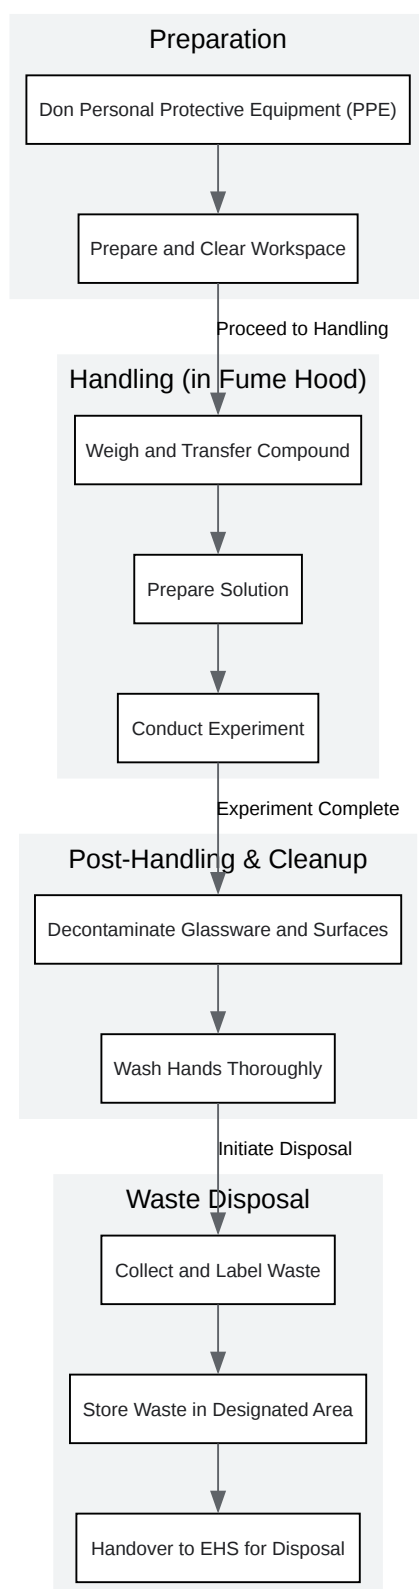 Preparation
Don Personal Protective Equipment (PPE)
Prepare and Clear Workspace
Proceed to Handling
Handling (in Fume Hood)
Weigh and Transfer Compound
Prepare Solution
Conduct Experiment
Experiment Complete
Post-Handling & Cleanup
Decontaminate Glassware and Surfaces
Wash Hands Thoroughly
Initiate Disposal
Waste Disposal
Collect and Label Waste
Store Waste in Designated Area
Handover to EHS for Disposal